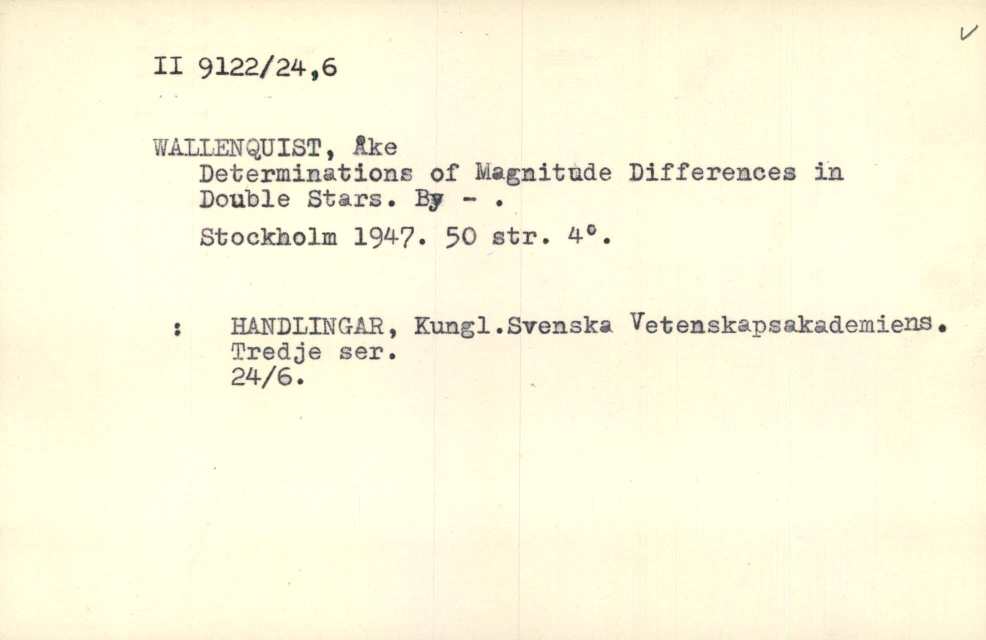 II 9122/24,6
WALLENQUIST, Åke
Determinations of Magnitude Differences in
Double Stars. By - .
Stockholm 1947. 50 str. 4°.
: HANDLINGAR, Kungl.Svenska Vetenskapsakademiens.
Tredje ser.
24/6.